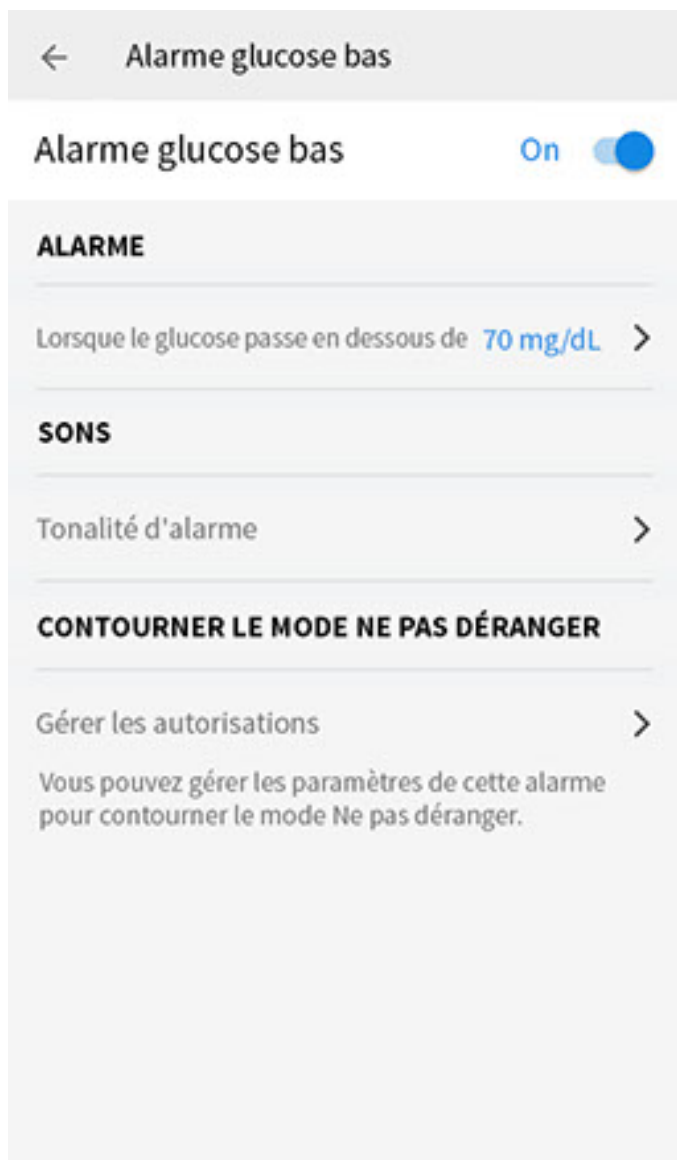 Alarme glucose bas
Alarme glucose bas On
ALARME
Lorsque le glucose passe en dessous de 70 mg/dL
SONS
Tonalité d'alarme
CONTOURNER LE MODE NE PAS DÉRANGER
Gérer les autorisations
Vous pouvez gérer les paramètres de cette alarme
pour contourner le mode Ne pas déranger.